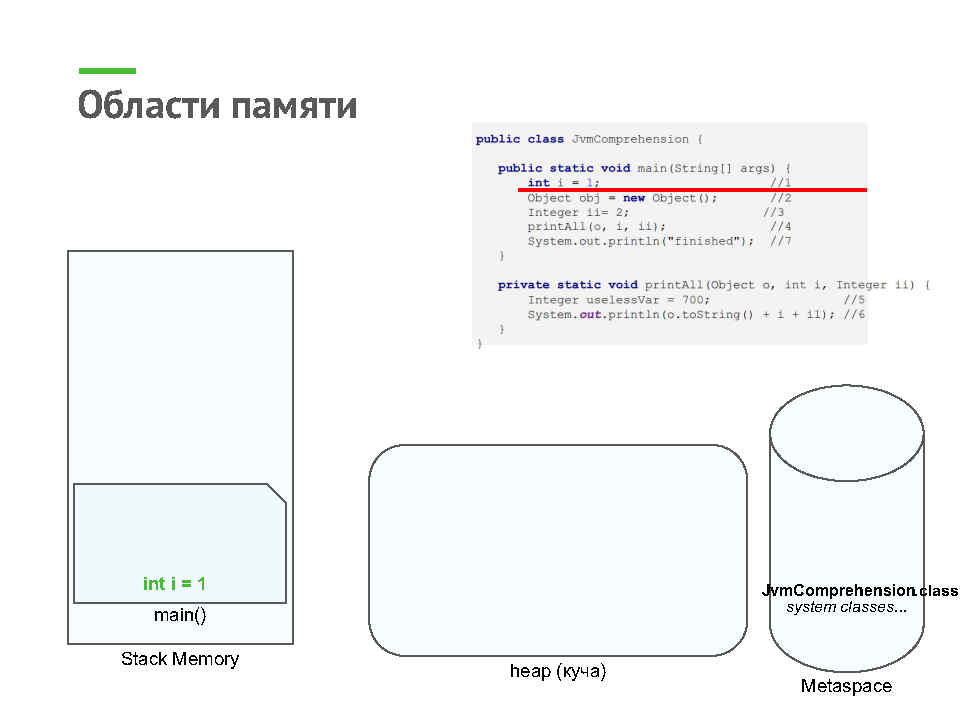 Области памяти
public class JvmComprehension {
public static void main(String[] args) {
int i = 1; //1
Object obj = new Object(); //2
Integer ii= 2; //3
printAll(o, i, ii); //4
System.out.println("finished"); //7
}
private static void printAll(Object o, int i, Integer ii) {
Integer uselessVar = 700; //5
System.out.println(o.toString() + i + ii); //6
}
}
int i = 1
main()
Stack Memory
heap (куча)
JvmComprehension.class
system classes...
Metaspace